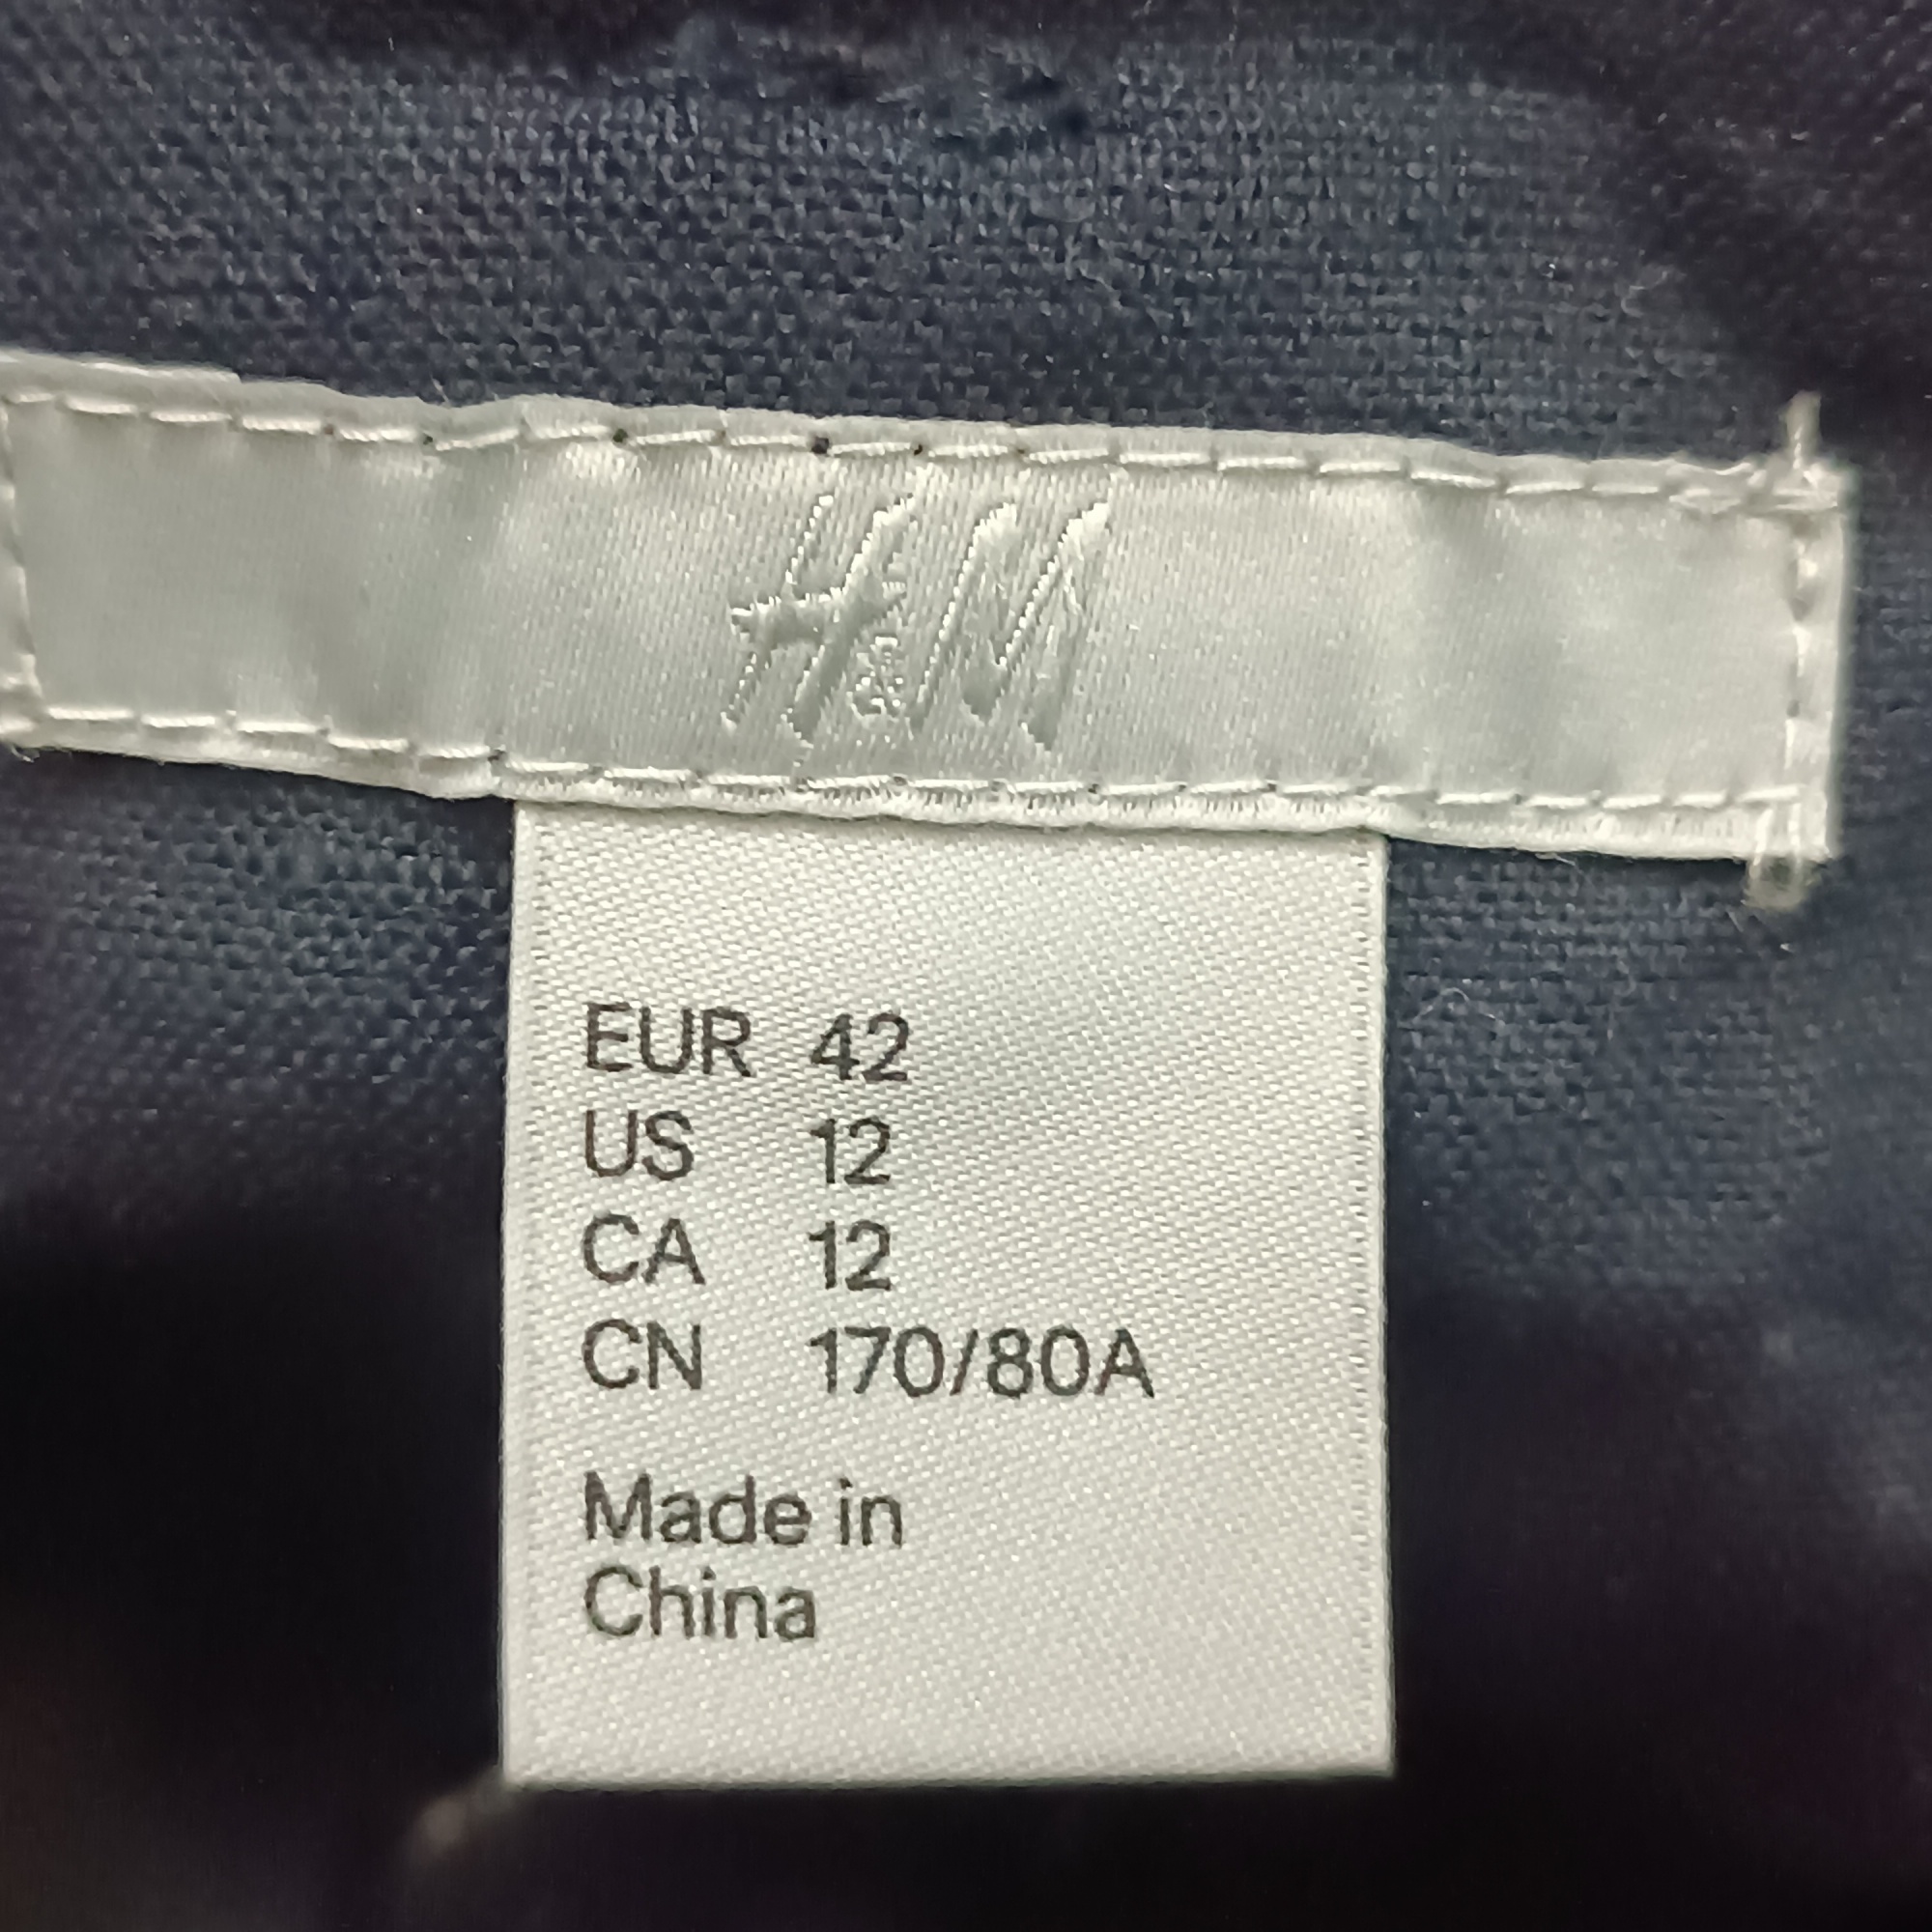 H&M
EUR 42
US 12
CA 12
CN 170/80A
Made in
China